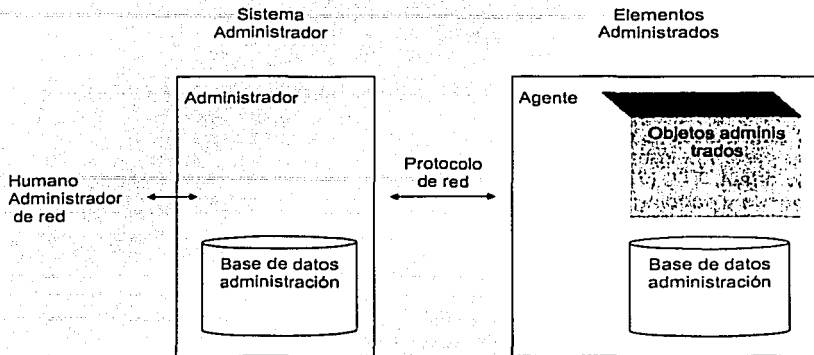 Sistema
Administrador
Elementos
Administrados
Administrador
Agente
Objetos adminis
trados
Protocolo
de red
Humano
Administrador
de red
Base de datos
administración
Base de datos
administración